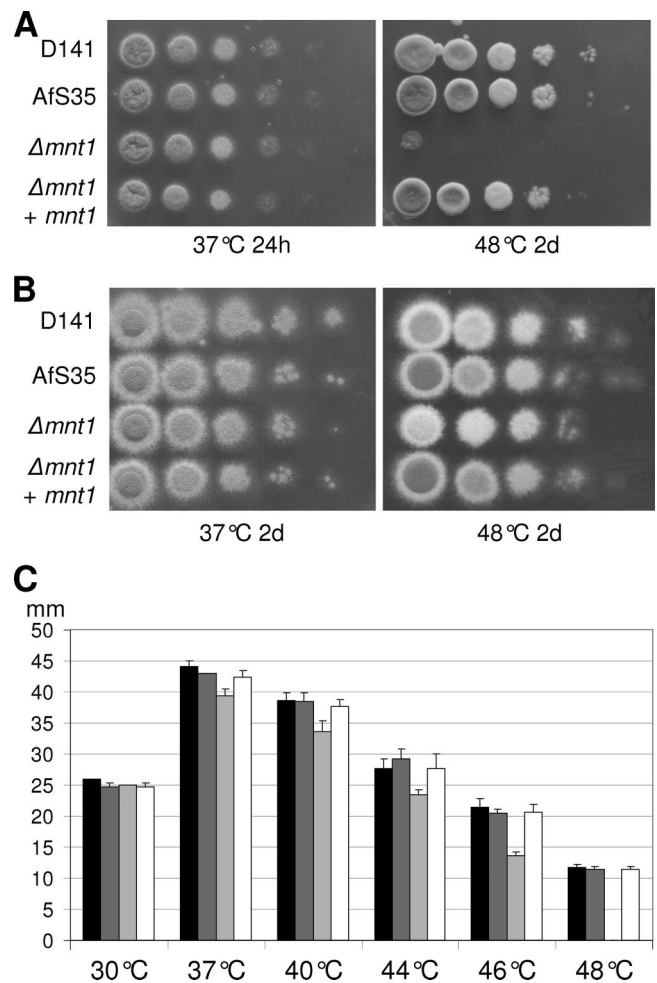 A
D141
AfS35
Δmnt1
Δmnt1
+ mnt1
37°C 24h
48°C 2d
B
D141
AfS35
Δmnt1
Δmnt1
+ mnt1
37°C 2d
48°C 2d
C
mm
50
45
40
35
30
25
20
15
10
5
0
30°C
37°C
40°C
44°C
46°C
48°C